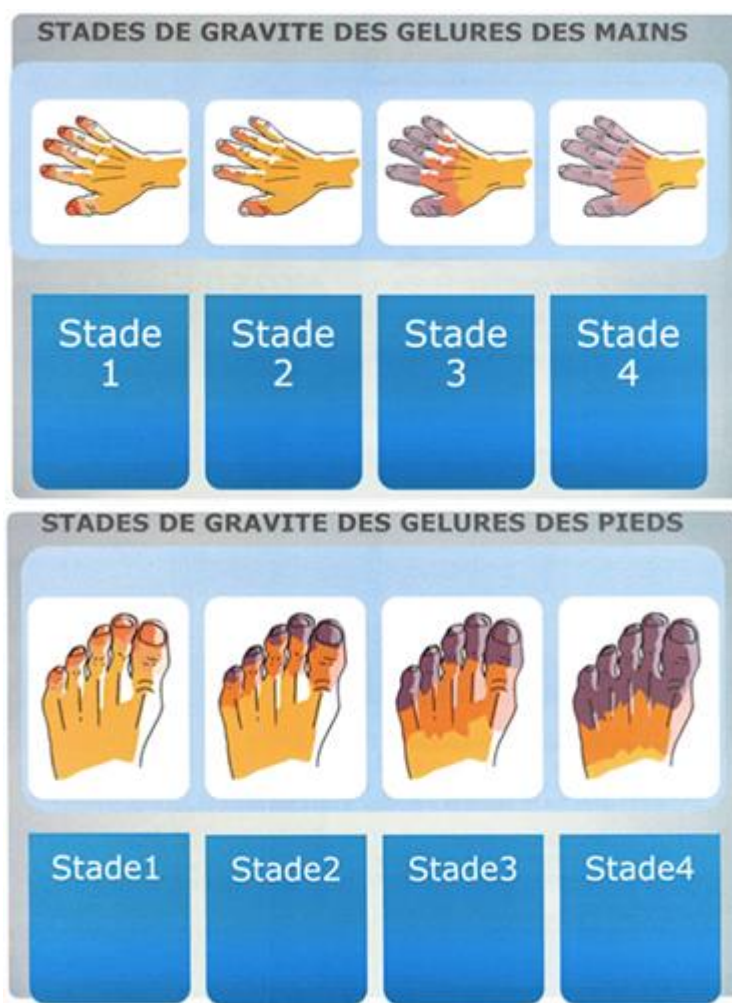 STADES DE GRAVITE DES GELURES DES MAINS
Stade
1
Stade
2
Stade
3
Stade
4
STADES DE GRAVITE DES GELURES DES PIEDS
Stade1
Stade2
Stade3
Stade4